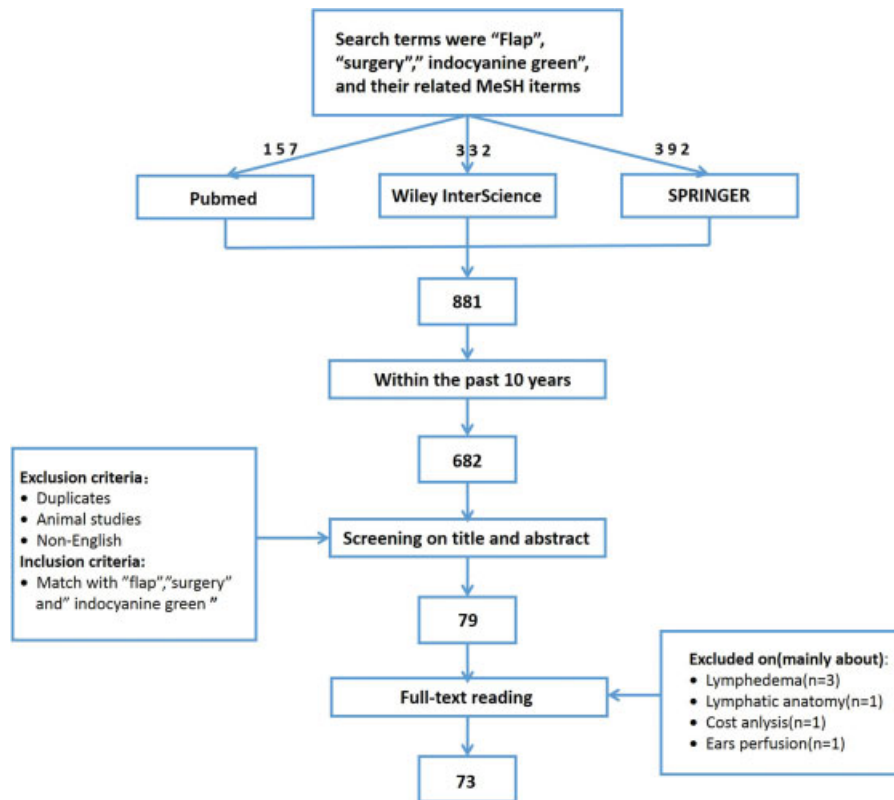 Search terms were “Flap”,
“surgery”,” indocyanine green”,
and their related MeSH iterms
1 5 7
3 3 2
3 9 2
Pubmed
Wiley InterScience
SPRINGER
881
Within the past 10 years
682
Exclusion criteria:
• Duplicates
• Animal studies
• Non-English
Inclusion criteria:
• Match with ”flap”,”surgery”
and” indocyanine green ”
Screening on title and abstract
79
Full-text reading
Excluded on(mainly about):
• Lymphedema(n=3)
• Lymphatic anatomy(n=1)
• Cost anlysis(n=1)
• Ears perfusion(n=1)
73